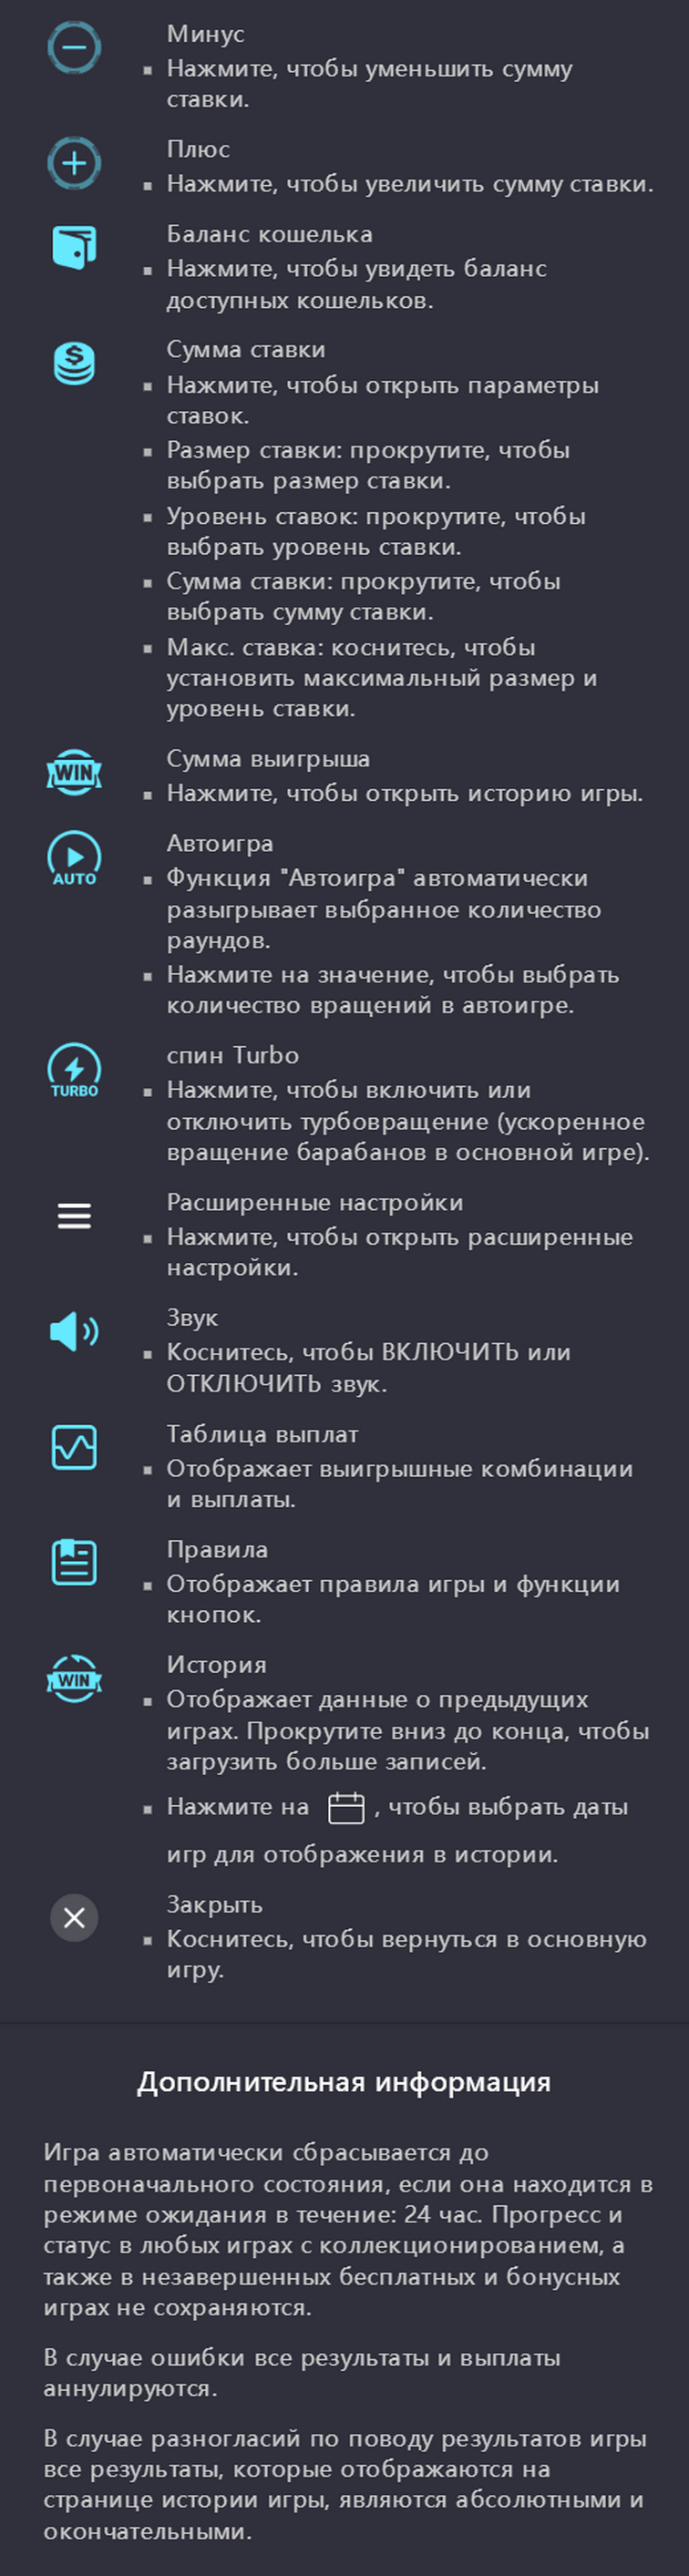 Минус
Нажмите, чтобы уменьшить сумму
ставки.
Плюс
Нажмите, чтобы увеличить сумму ставки.
Баланс кошелька
Нажмите, чтобы увидеть баланс
доступных кошельков.
Сумма ставки
Нажмите, чтобы открыть параметры
ставок.
Размер ставки: прокрутите, чтобы
выбрать размер ставки.
Уровень ставок: прокрутите, чтобы
выбрать уровень ставки.
Сумма ставки: прокрутите, чтобы
выбрать сумму ставки.
Макс. ставка: коснитесь, чтобы
установить максимальный размер и
уровень ставки.
WIN
Сумма выигрыша
Нажмите, чтобы открыть историю игры.
AUTO
Автоигра
Функция "Автоигра" автоматически
разыгрывает выбранное количество
раундов.
Нажмите на значение, чтобы выбрать
количество вращений в автоигре.
TURBO
спин Turbo
Нажмите, чтобы включить или
отключить турбовращение (ускоренное
вращение барабанов в основной игре).
Расширенные настройки
Нажмите, чтобы открыть расширенные
настройки.
Звук
Коснитесь, чтобы ВКЛЮЧИТЬ или
ОТКЛЮЧИТЬ звук.
Таблица выплат
Отображает выигрышные комбинации
и выплаты.
Правила
Отображает правила игры и функции
кнопок.
WIN
История
Отображает данные о предыдущих
играх. Прокрутите вниз до конца, чтобы
загрузить больше записей.
Нажмите на , чтобы выбрать даты
игр для отображения в истории.
Закрыть
Коснитесь, чтобы вернуться в основную
игру.
Дополнительная информация
Игра автоматически сбрасывается до
первоначального состояния, если она находится в
режиме ожидания в течение: 24 час. Прогресс и
статус в любых играх с коллекционированием, а
также в незавершенных бесплатных и бонусных
играх не сохраняются.
В случае ошибки все результаты и выплаты
аннулируются.
В случае разногласий по поводу результатов игры
все результаты, которые отображаются на
странице истории игры, являются абсолютными и
окончательными.